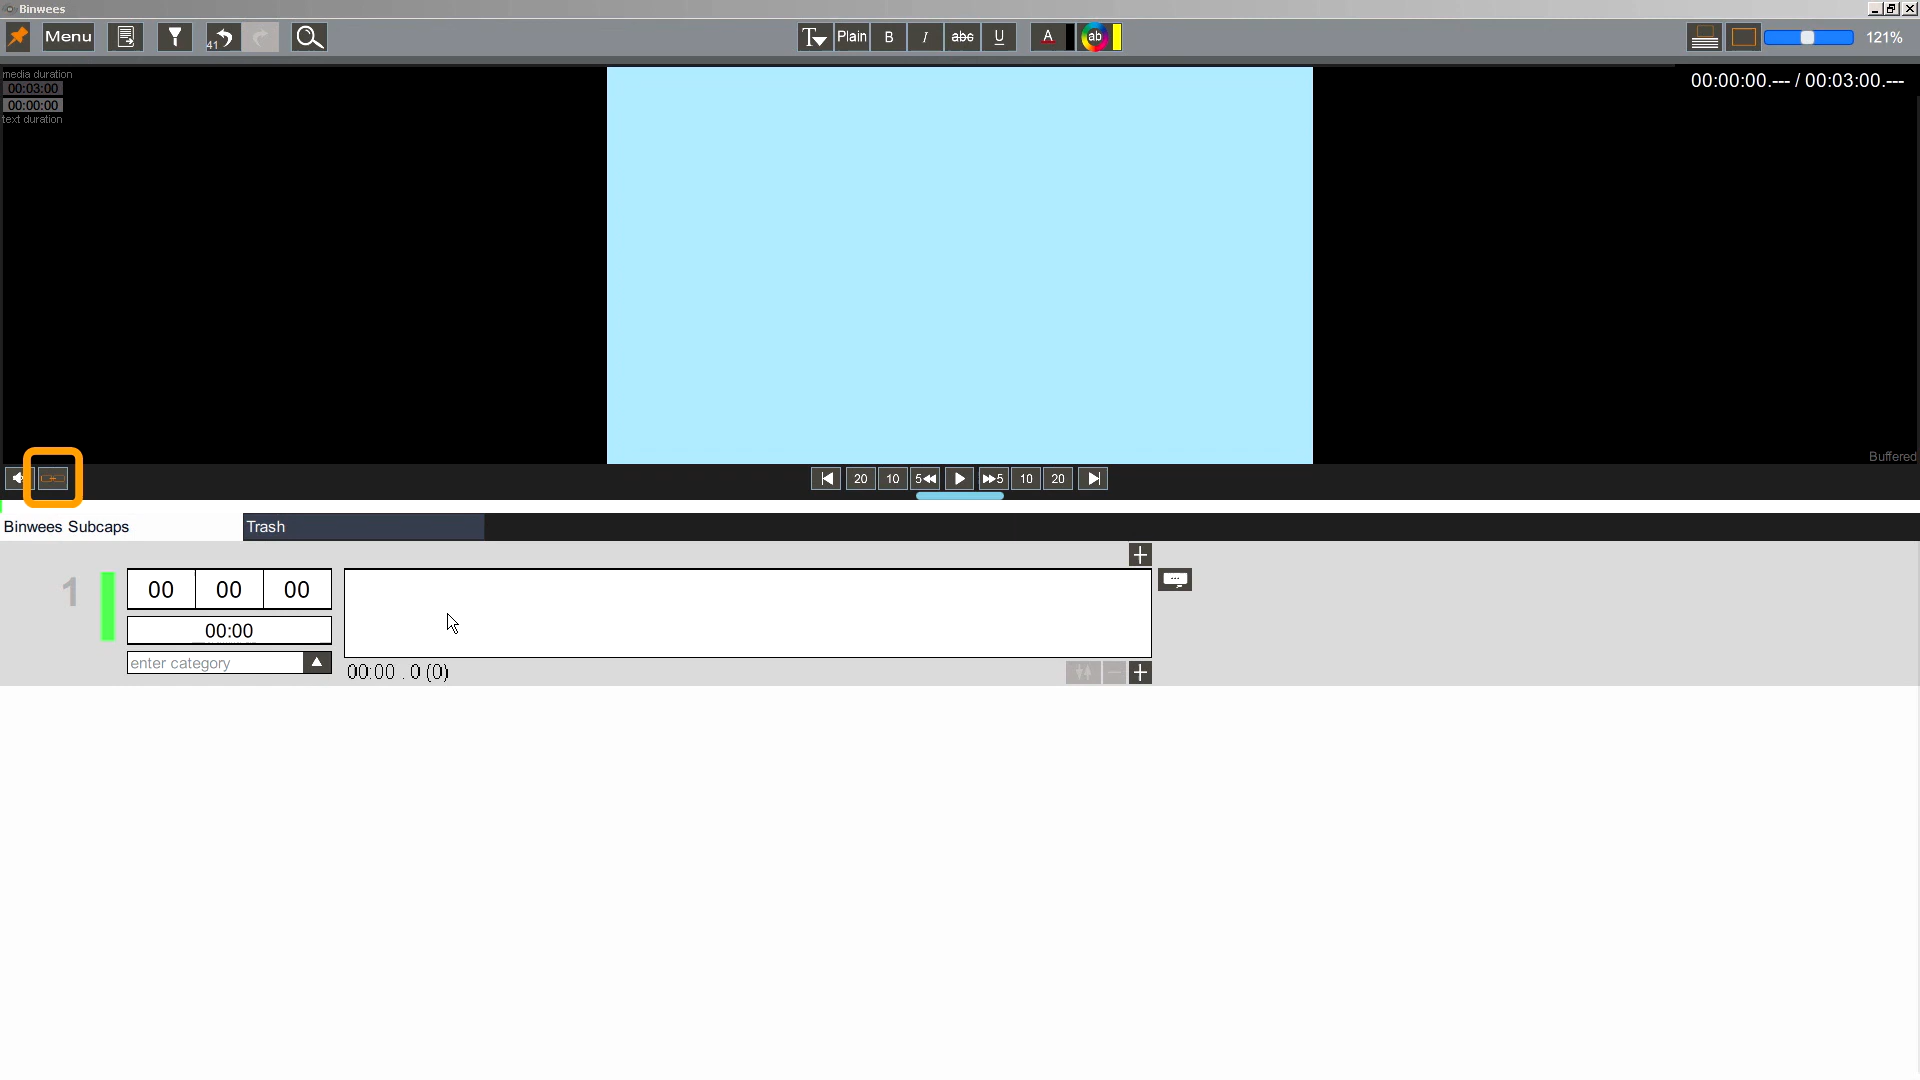 Binwees
Menu 41 T Plain B I abc U A ab 121%
media duration
00:03:00
00:00:00
text duration
00:00:00.--- / 00:03:00.---
Buffered
20 10 5 5 10 20
Binwees Subcaps Trash
1 00 00 00
00:00
enter category
00:00 . 0 (0)